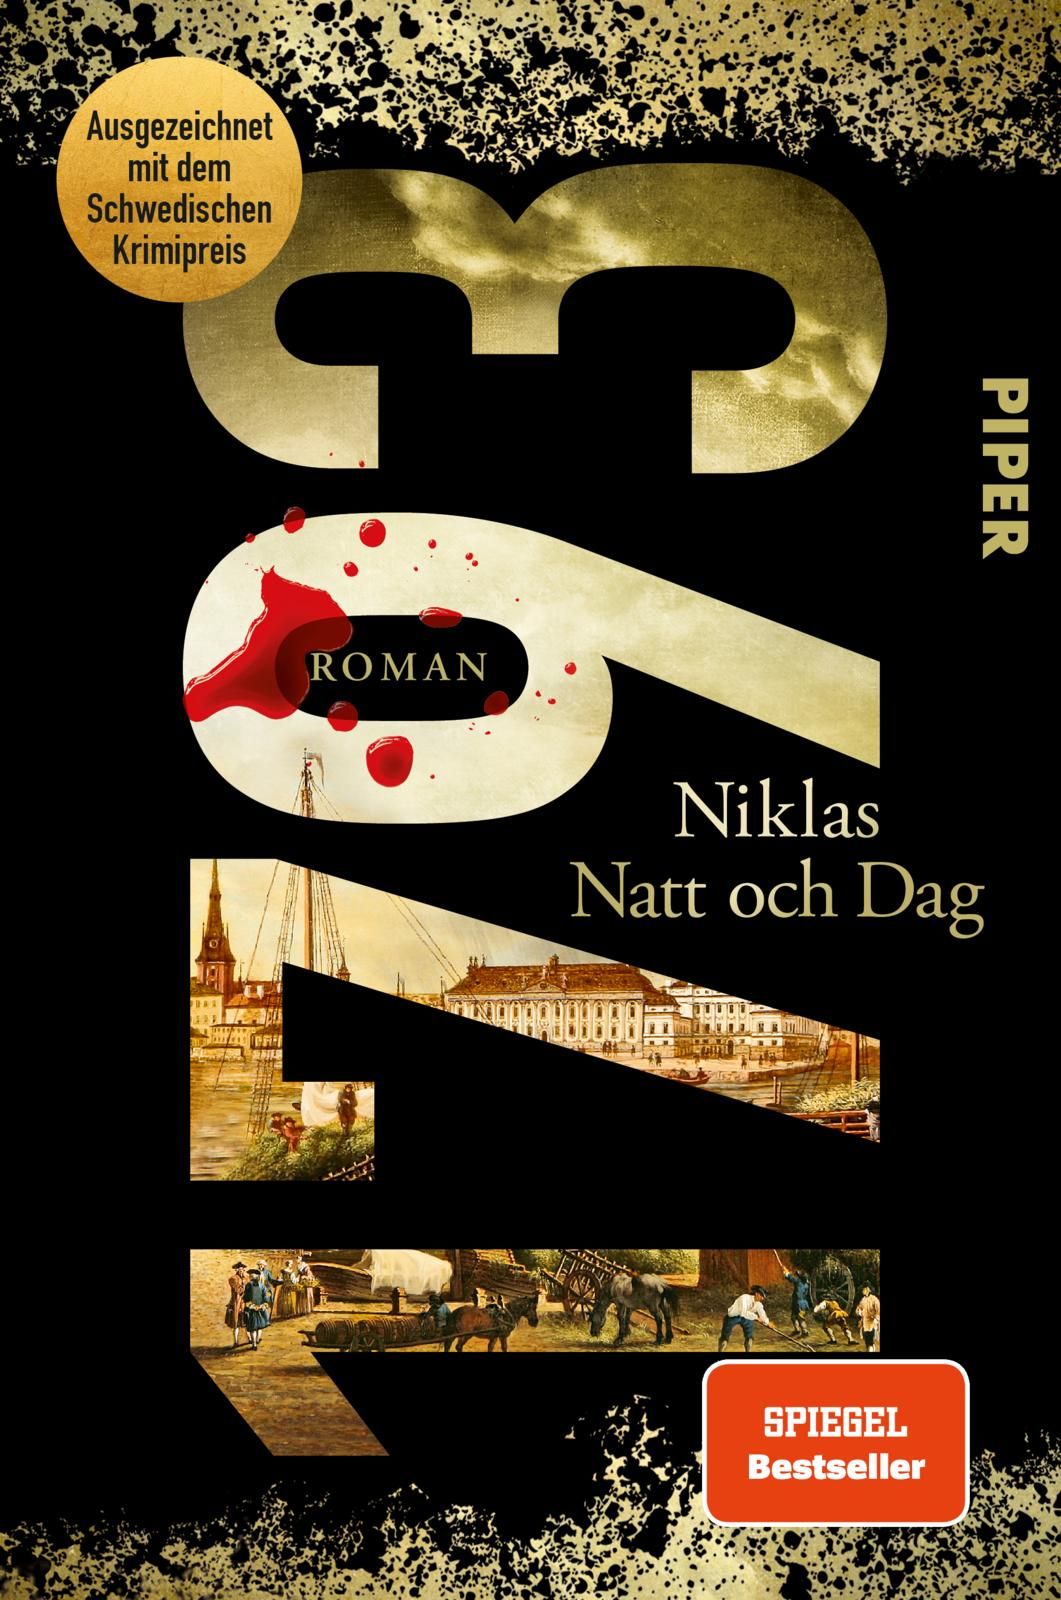 Ausgezeichnet
mit dem
Schwedischen
Krimipreis
1793
PIPER
ROMAN
Niklas
Natt och Dag
SPIEGEL
Bestseller